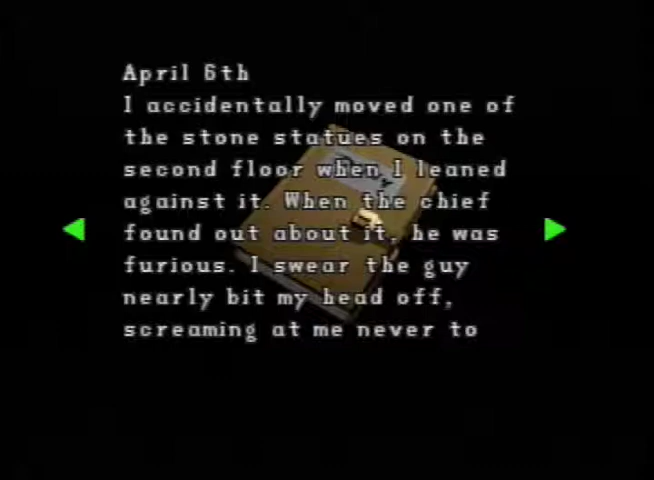 April 6th
I accidentally moved one of
the stone statues on the
second floor when I leaned
against it. When the chief
found out about it, he was
furious. I swear the guy
nearly bit my head off,
screaming at me never to